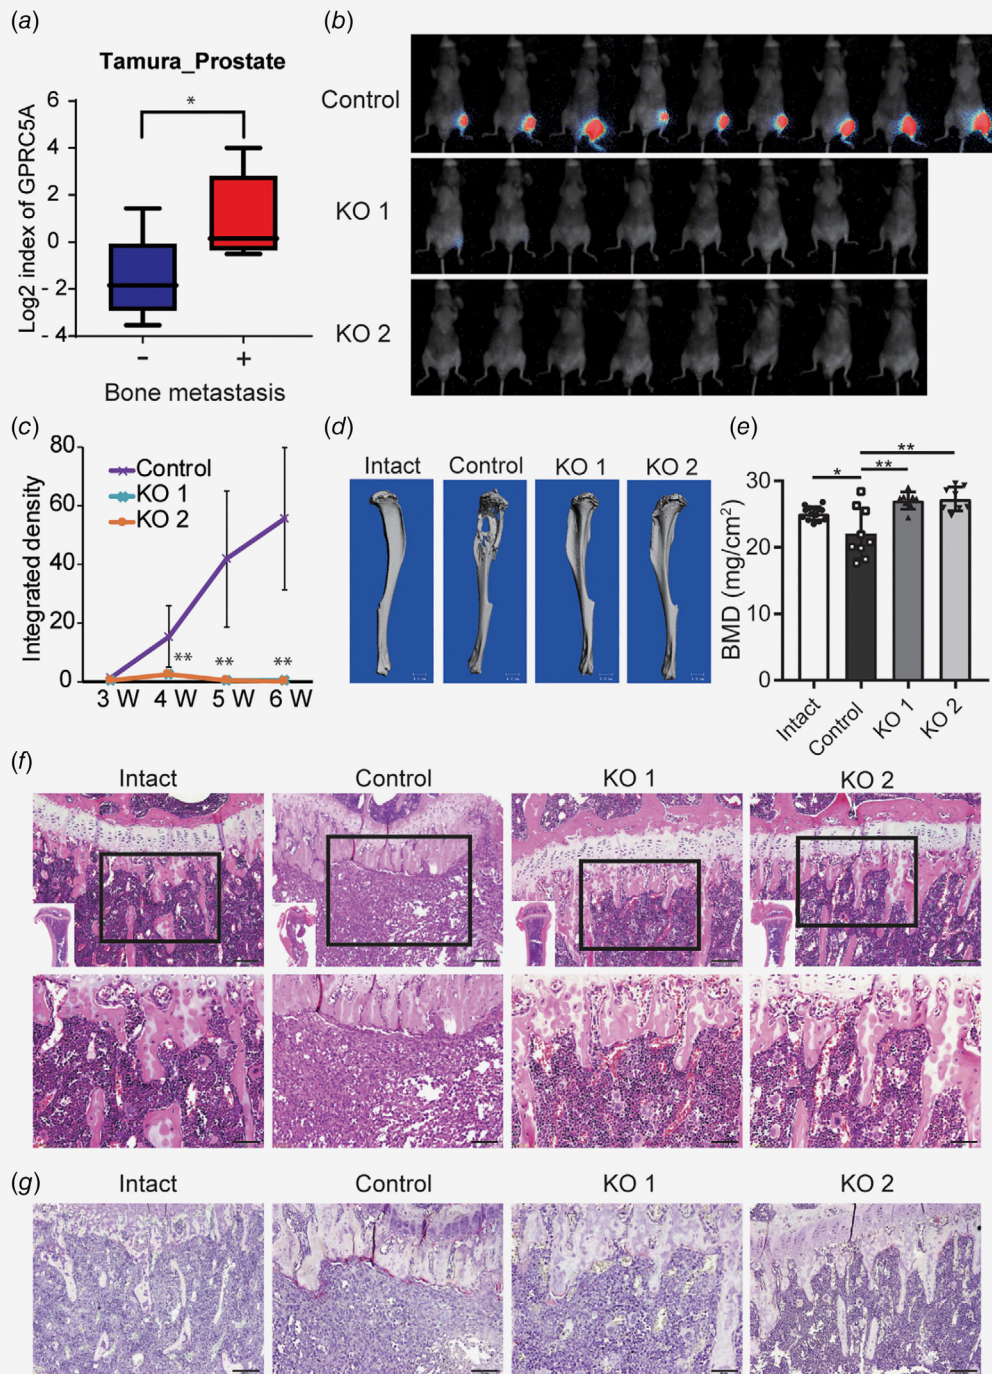 (a)
Tamura_Prostate
*
Log2 index of GPRC5A
6
4
2
0
- 2
- 4
- +
Bone metastasis
(b)
Control
KO 1
KO 2
(c)
Integrated density
80
60
40
20
0
Control
KO 1
KO 2
** ** **
3 W 4 W 5 W 6 W
(d)
Intact Control KO 1 KO 2
(e)
BMD (mg/cm2)
30
20
10
0
**
* **
Intact Control KO 1 KO 2
(f)
Intact Control KO 1 KO 2
(g)
Intact Control KO 1 KO 2